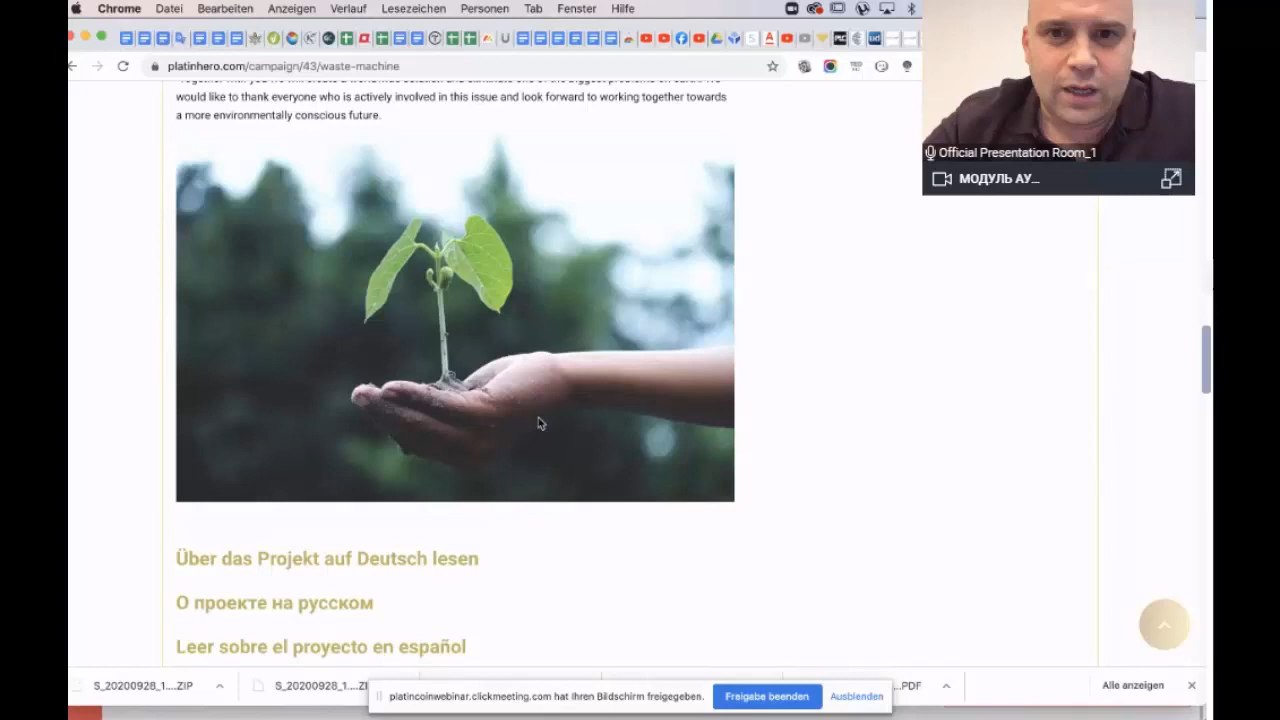 Chrome Datei Bearbeiten Anzeigen Verlauf Lesezeichen Personen Tab Fenster Hilfe
platinhero.com/campaign/43/waste-machine
would like to thank everyone who is actively involved in this issue and look forward to working together towards
a more environmentally conscious future.
Official Presentation Room_1
МОДУЛЬ АУ...
Über das Projekt auf Deutsch lesen
О проекте на русском
Leer sobre el proyecto en español
S_20200928_1....ZIP
S_20200928_1....ZI
...PDF
Alle anzeigen
platincoinwebinar.clickmeeting.com hat Ihren Bildschirm freigegeben.
Freigabe beenden
Ausblenden